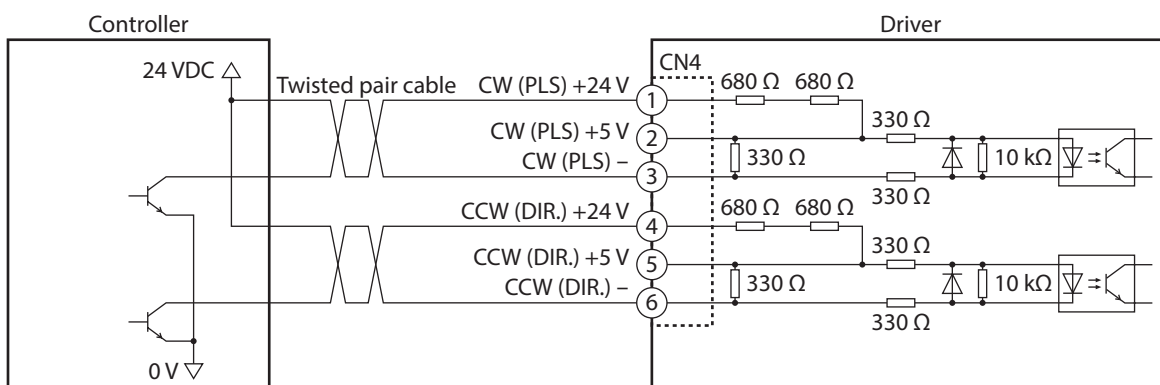 Controller
Driver
24 VDC
Twisted pair cable
CW (PLS) +24 V
CN4
1
680 Ω
680 Ω
CW (PLS) +5 V
2
330 Ω
CW (PLS) –
3
330 Ω
10 kΩ
330 Ω
CCW (DIR.) +24 V
4
680 Ω
680 Ω
CCW (DIR.) +5 V
5
330 Ω
CCW (DIR.) –
6
330 Ω
10 kΩ
330 Ω
0 V